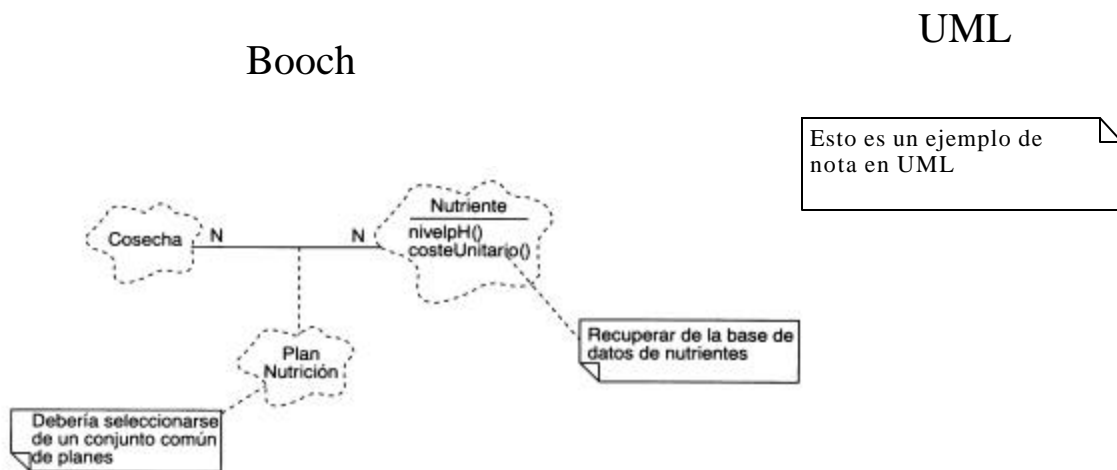 UML
Booch
Esto es un ejemplo de
nota en UML
Nutriente
nivelpH()
costeUnitario()
Cosecha
N
N
Recuperar de la base de
datos de nutrientes
Plan
Nutrición
Debería seleccionarse
de un conjunto común
de planes